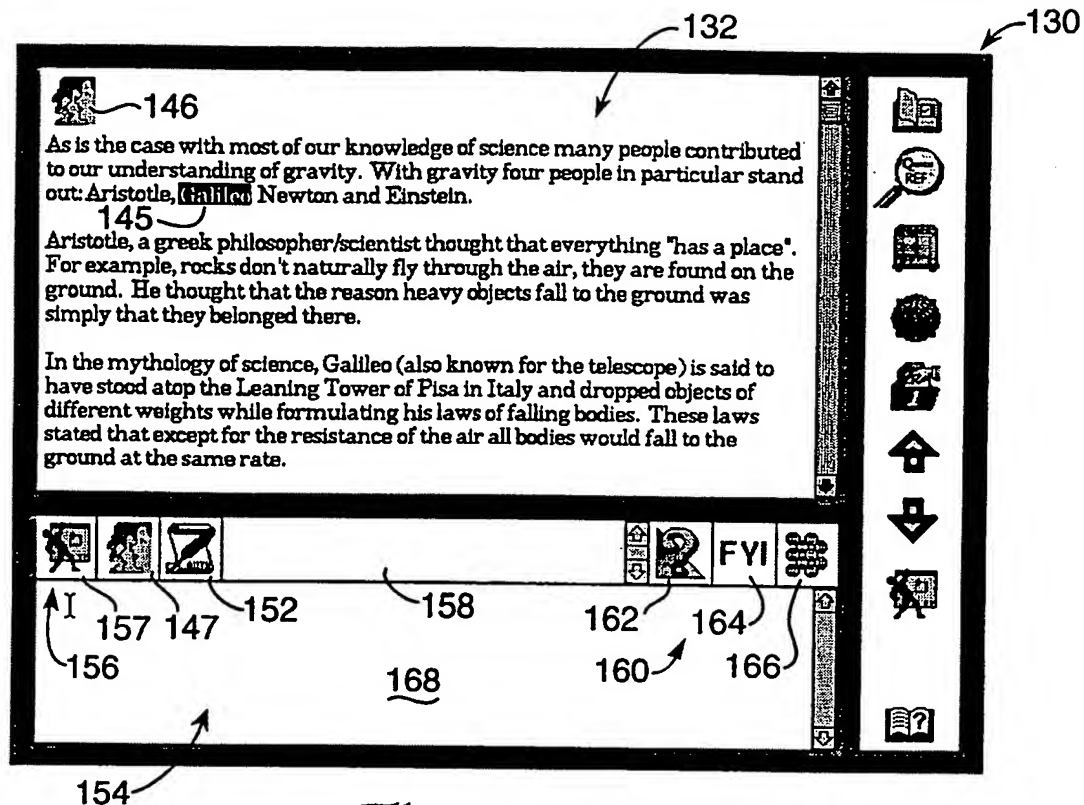 130
132
146
REF
As is the case with most of our knowledge of science many people contributed
to our understanding of gravity. With gravity four people in particular stand
out: Aristotle, Galileo Newton and Einstein.
145
Aristotle, a greek philosopher/scientist thought that everything "has a place".
For example, rocks don't naturally fly through the air, they are found on the
ground. He thought that the reason heavy objects fall to the ground was
simply that they belonged there.
In the mythology of science, Galileo (also known for the telescope) is said to
have stood atop the Leaning Tower of Pisa in Italy and dropped objects of
different weights while formulating his laws of falling bodies. These laws
stated that except for the resistance of the air all bodies would fall to the
ground at the same rate.
1
FYI
157 147 152 158 162 164 166
156 168 160
154